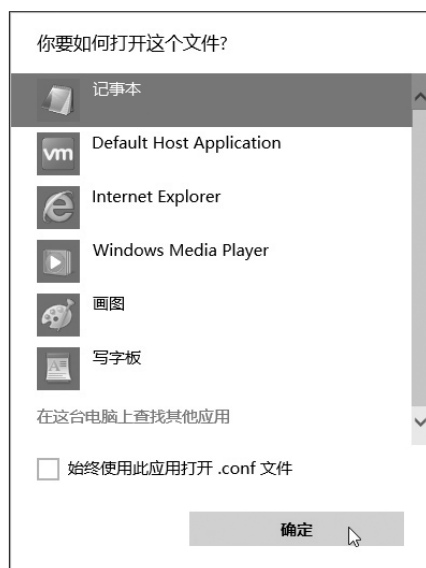 你要如何打开这个文件?
记事本
vm
Default Host Application
Internet Explorer
Windows Media Player
画图
写字板
在这台电脑上查找其他应用
始终使用此应用打开 .conf 文件
确定